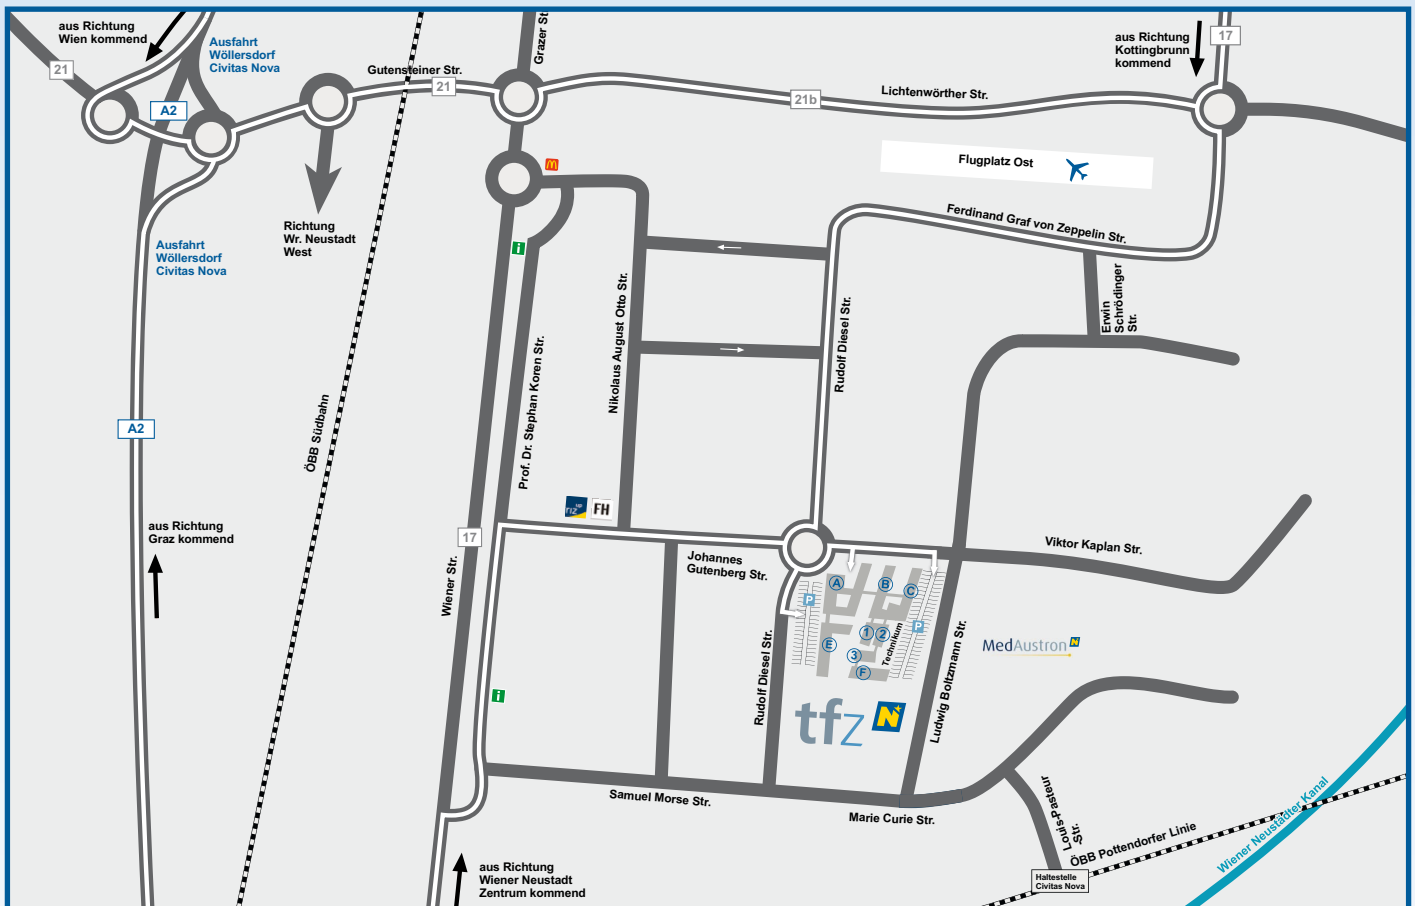 aus Richtung
Wien kommend
Ausfahrt
Wöllersdorf
Civitas Nova
21
A2
Gutensteiner Str.
21
Grazer St
21b
Lichtenwörther Str.
aus Richtung
Kottingbrunn
kommend
17
Flugplatz Ost
Ferdinand Graf von Zeppelin Str.
Richtung
Wr. Neustadt
West
Ausfahrt
Wöllersdorf
Civitas Nova
i
Erwin
Schrödinger
Str.
Nikolaus August Otto Str.
Rudolf Diesel Str.
Prof. Dr. Stephan Koren Str.
ÖBB Südbahn
A2
aus Richtung
Graz kommend
riz up
FH
17
Wiener Str.
Johannes
Gutenberg Str.
Viktor Kaplan Str.
A
B
C
P
P
1
2
E
3
F
Technikum
MedAustron N
Rudolf Diesel Str.
Ludwig Boltzmann Str.
i
tfz N
Samuel Morse Str.
Marie Curie Str.
Louis-Pasteur
Str.
ÖBB Pottendorfer Linie
Wiener Neustädter Kanal
Haltestelle
Civitas Nova
aus Richtung
Wiener Neustadt
Zentrum kommend